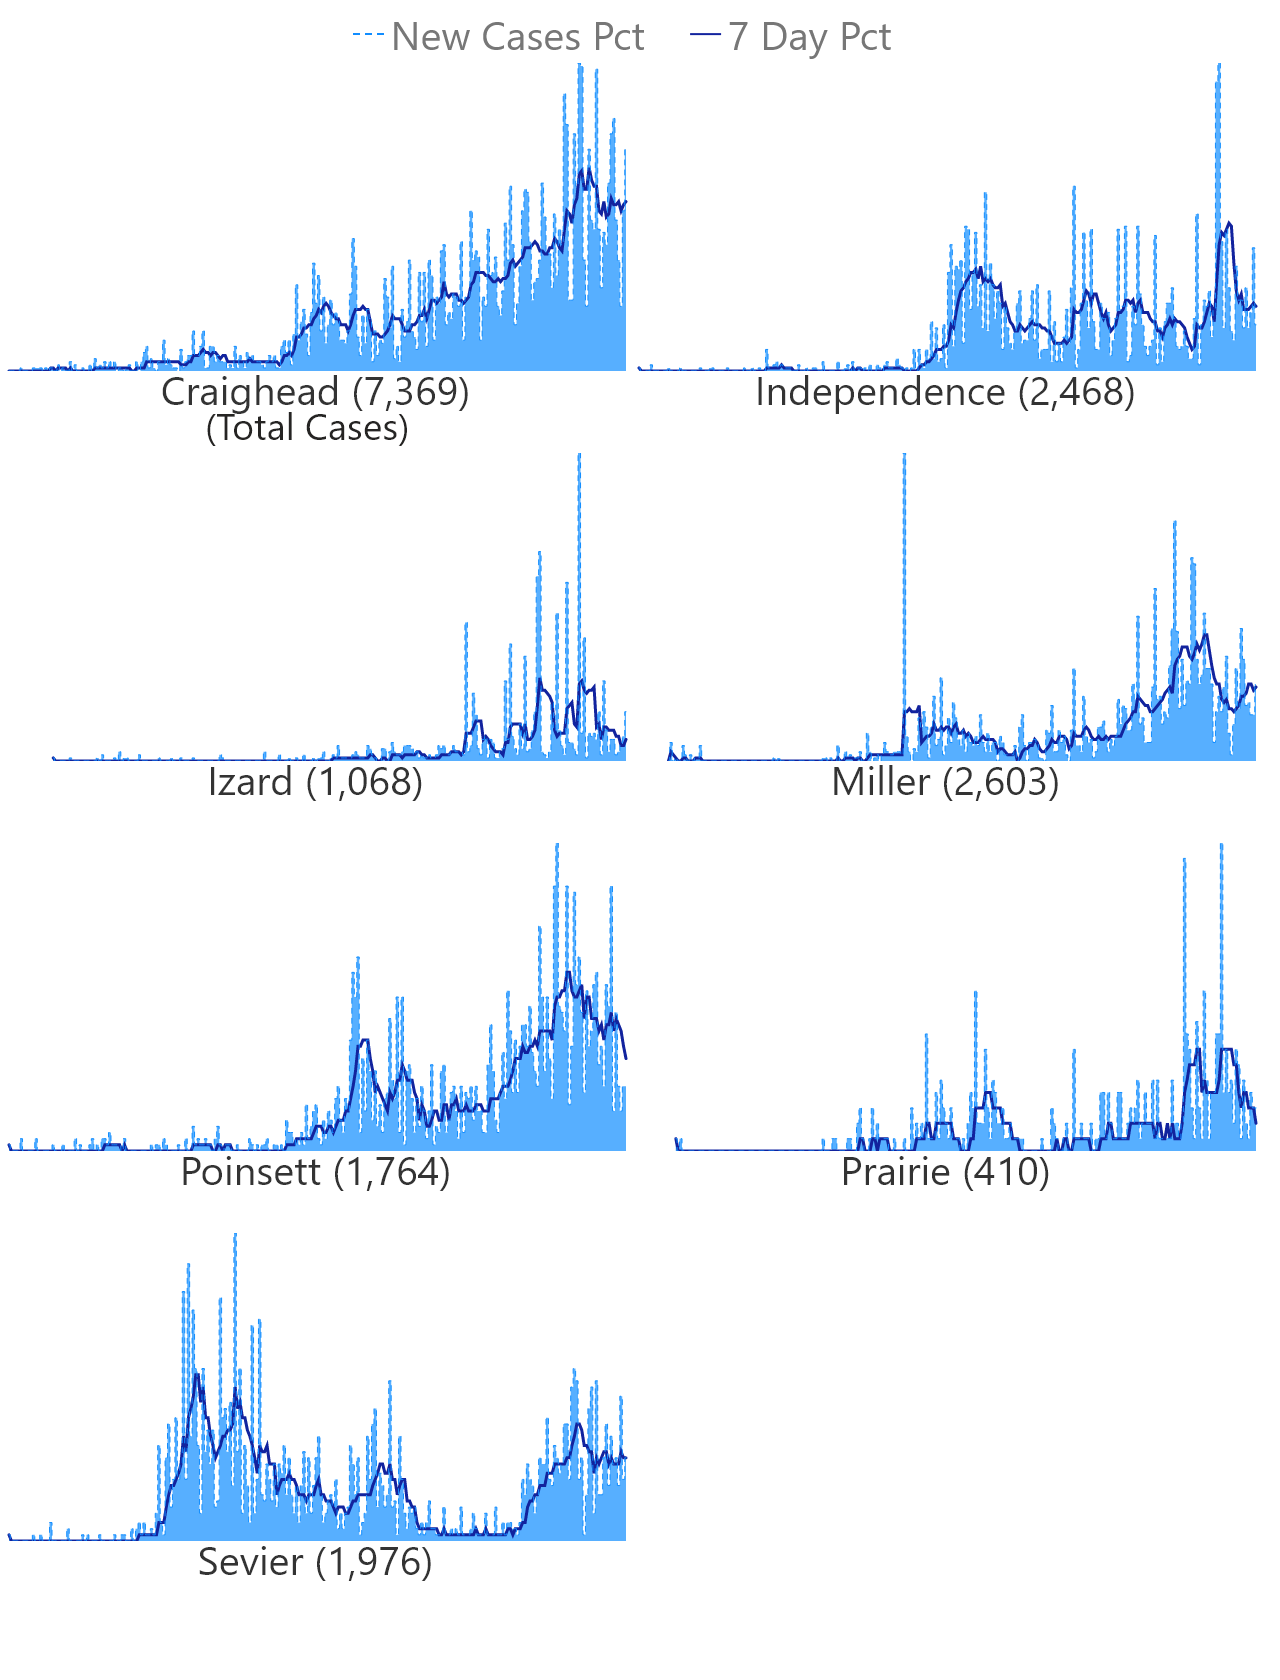 New Cases Pct 7 Day Pct
Craighead (7,369) Independence (2,468)
(Total Cases)
Izard (1,068) Miller (2,603)
Poinsett (1,764) Prairie (410)
Sevier (1,976)